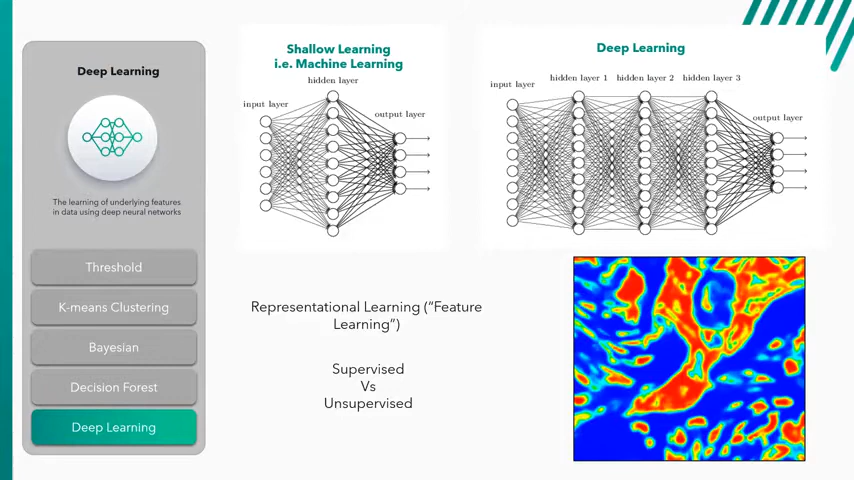 Deep Learning
The learning of underlying features
in data using deep neural networks
Threshold
K-means Clustering
Bayesian
Decision Forest
Deep Learning
Shallow Learning
i.e. Machine Learning
hidden layer
input layer
output layer
Deep Learning
hidden layer 1 hidden layer 2 hidden layer 3
input layer
output layer
Representational Learning (“Feature
Learning”)
Supervised
Vs
Unsupervised